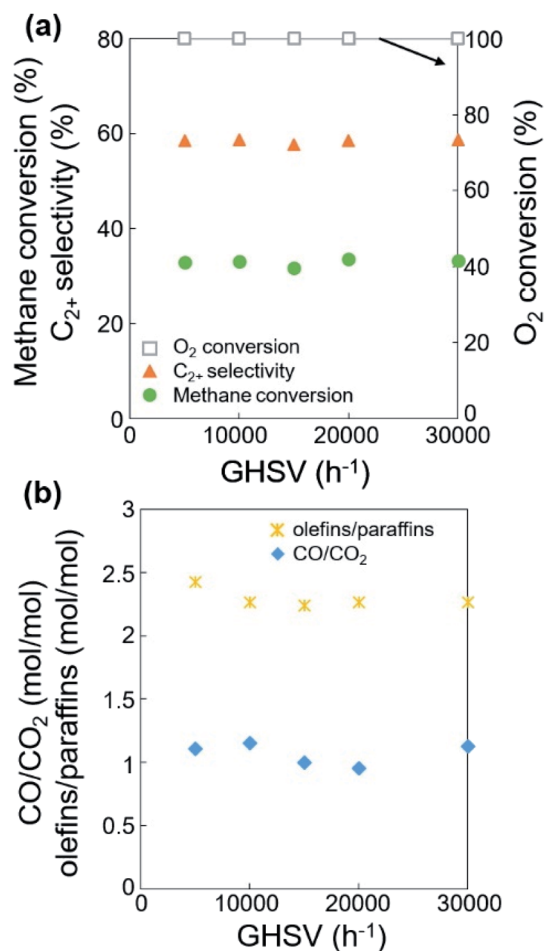 (a)
Methane conversion (%)
C2+ selectivity (%)
80
60
40
20
0
100
80
60
40
20
0
O2 conversion (%)
O2 conversion
C2+ selectivity
Methane conversion
0 10000 20000 30000
GHSV (h-1)
(b)
CO/CO2 (mol/mol)
olefins/paraffins (mol/mol)
3
2.5
2
1.5
1
0.5
0
olefins/paraffins
CO/CO2
0 10000 20000 30000
GHSV (h-1)